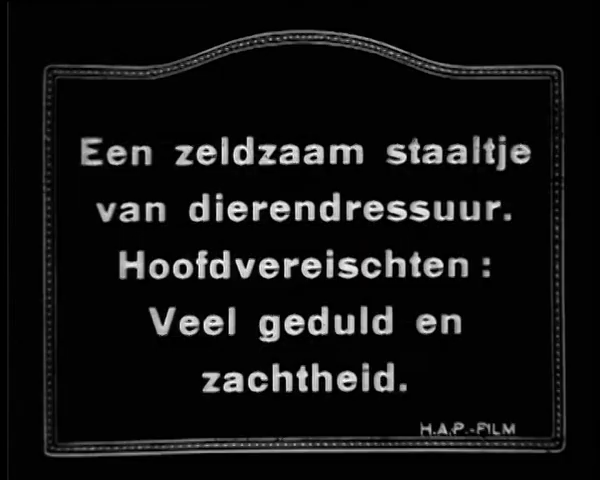 Een zeldzaam staaltje
van dierendressuur.
Hoofdvereischten :
Veel geduld en
zachtheid.
H.A.P.-FILM